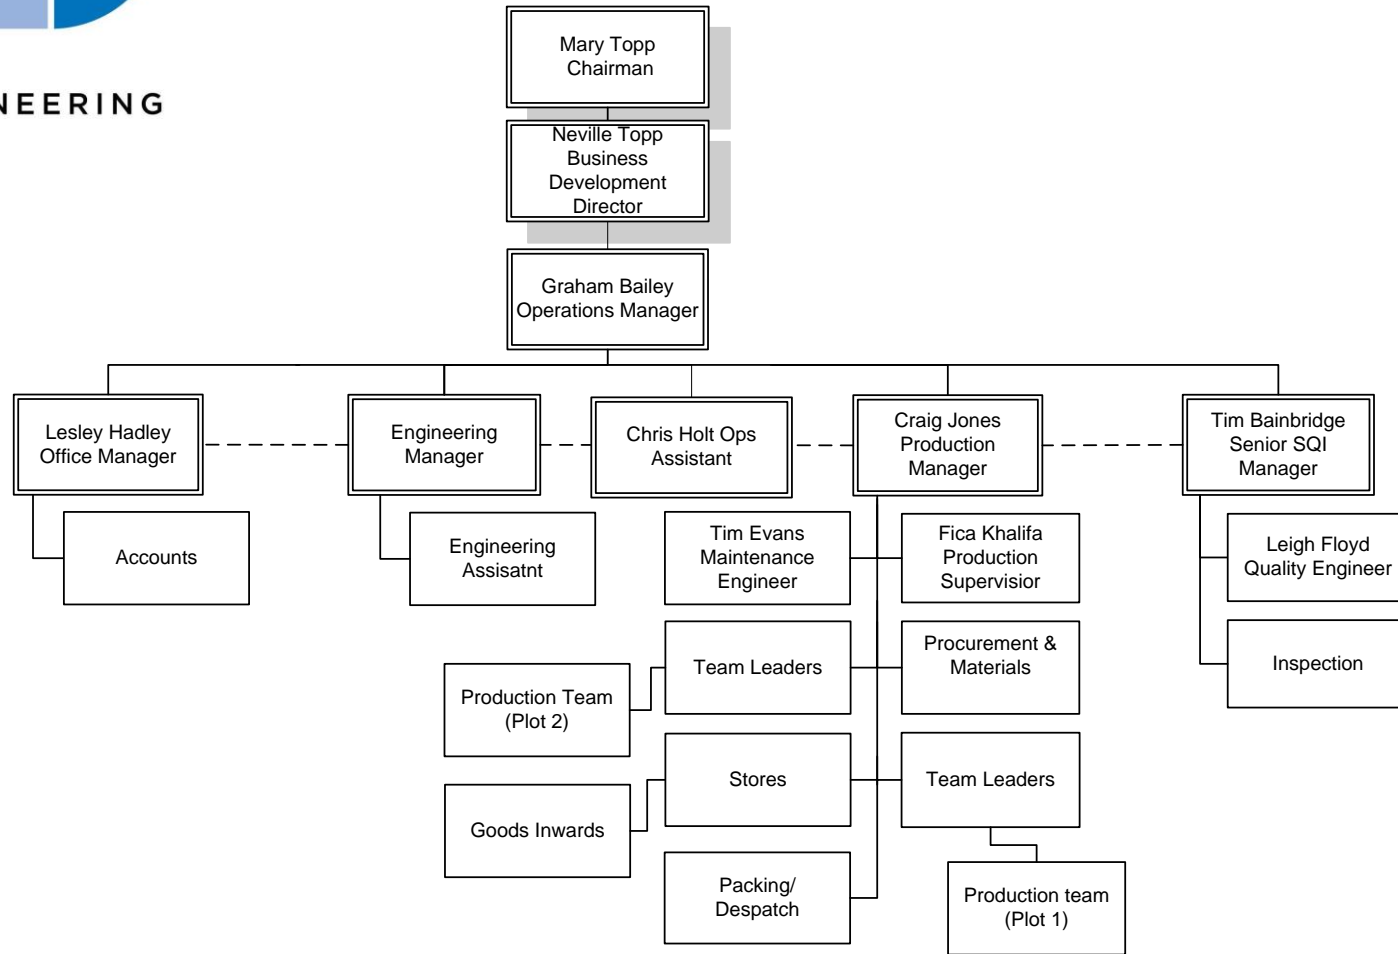 NEERING
Mary Topp
Chairman
Neville Topp
Business
Development
Director
Graham Bailey
Operations Manager
Lesley Hadley
Office Manager
Engineering
Manager
Chris Holt Ops
Assistant
Craig Jones
Production
Manager
Tim Bainbridge
Senior SQI
Manager
Accounts
Engineering
Assisatnt
Tim Evans
Maintenance
Engineer
Fica Khalifa
Production
Supervisior
Leigh Floyd
Quality Engineer
Production Team
(Plot 2)
Team Leaders
Procurement &
Materials
Inspection
Goods Inwards
Stores
Team Leaders
Packing/
Despatch
Production team
(Plot 1)